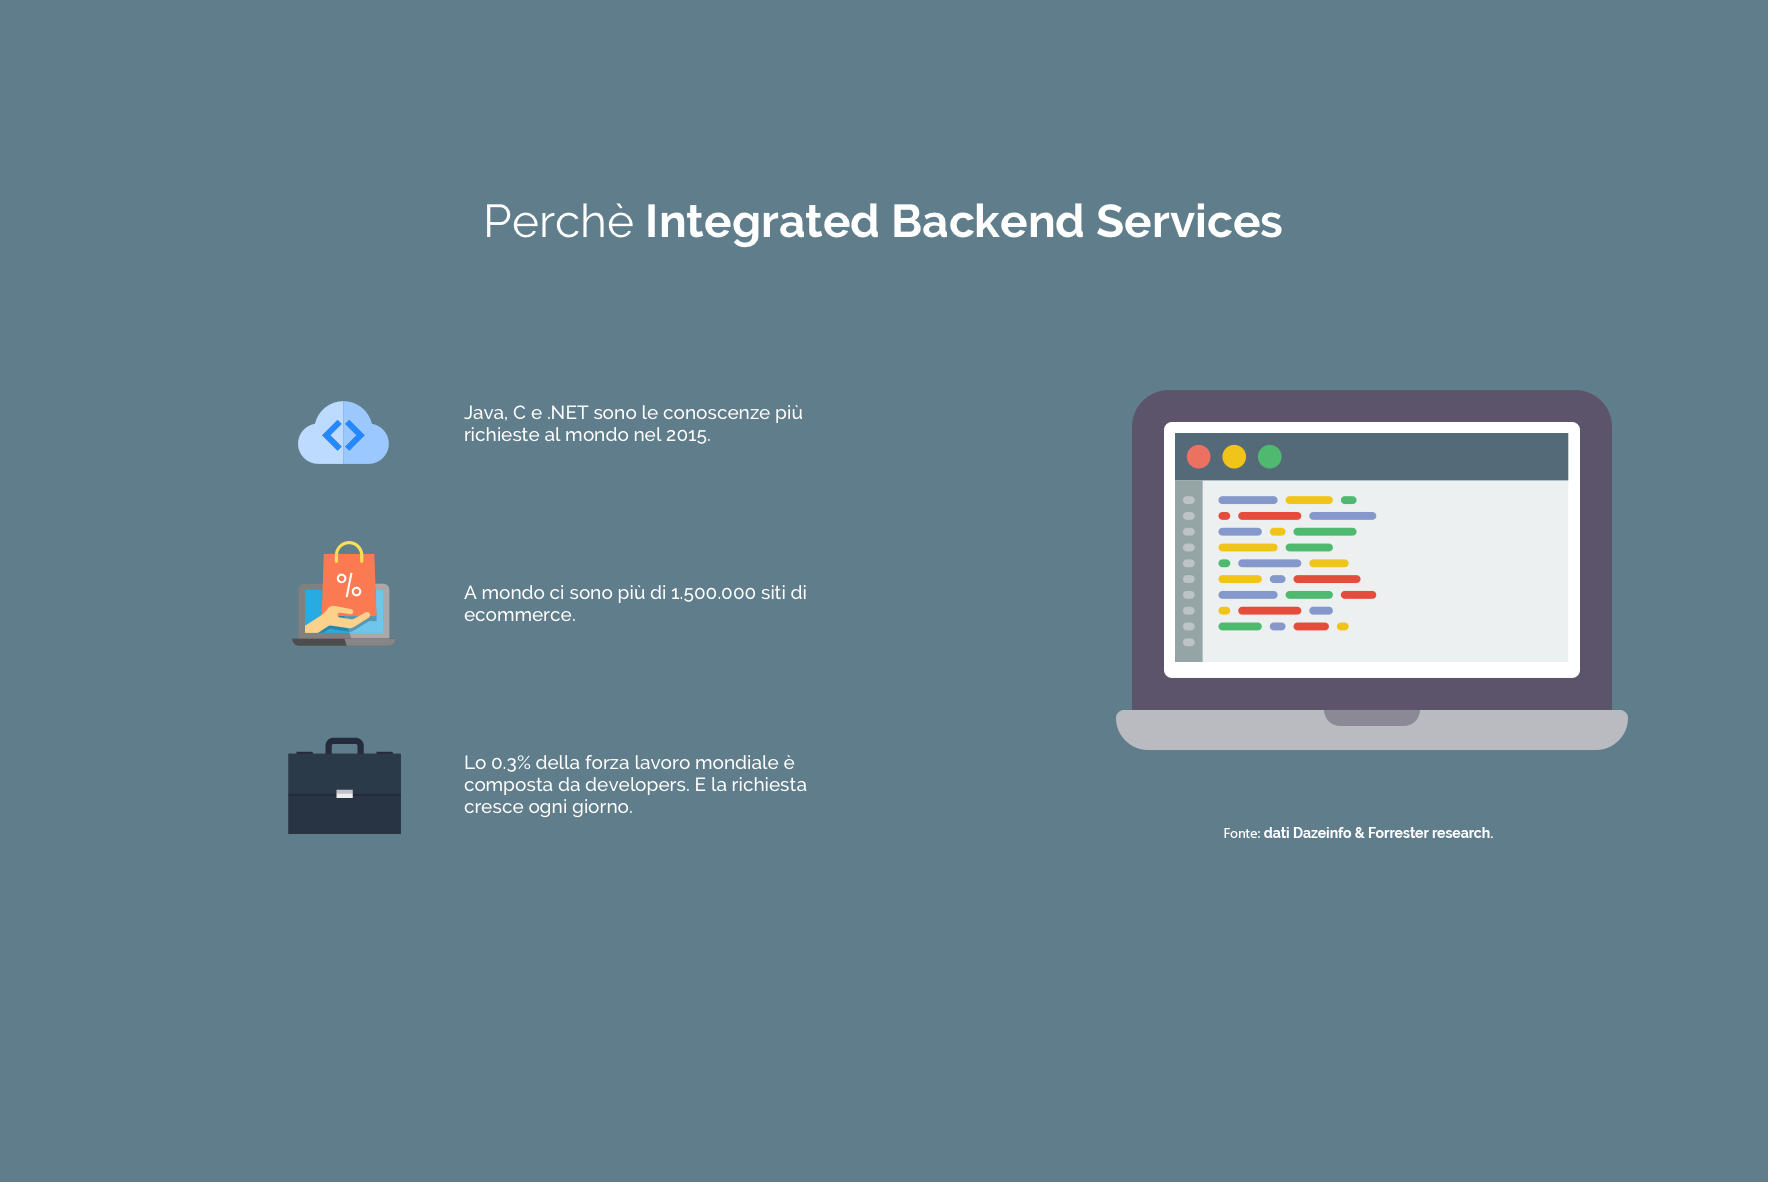 Perchè Integrated Backend Services
Java, C e .NET sono le conoscenze più
richieste al mondo nel 2015.
%
A mondo ci sono più di 1.500.000 siti di
ecommerce.
Lo 0.3% della forza lavoro mondiale è
composta da developers. E la richiesta
cresce ogni giorno.
Fonte: dati Dazeinfo & Forrester research.